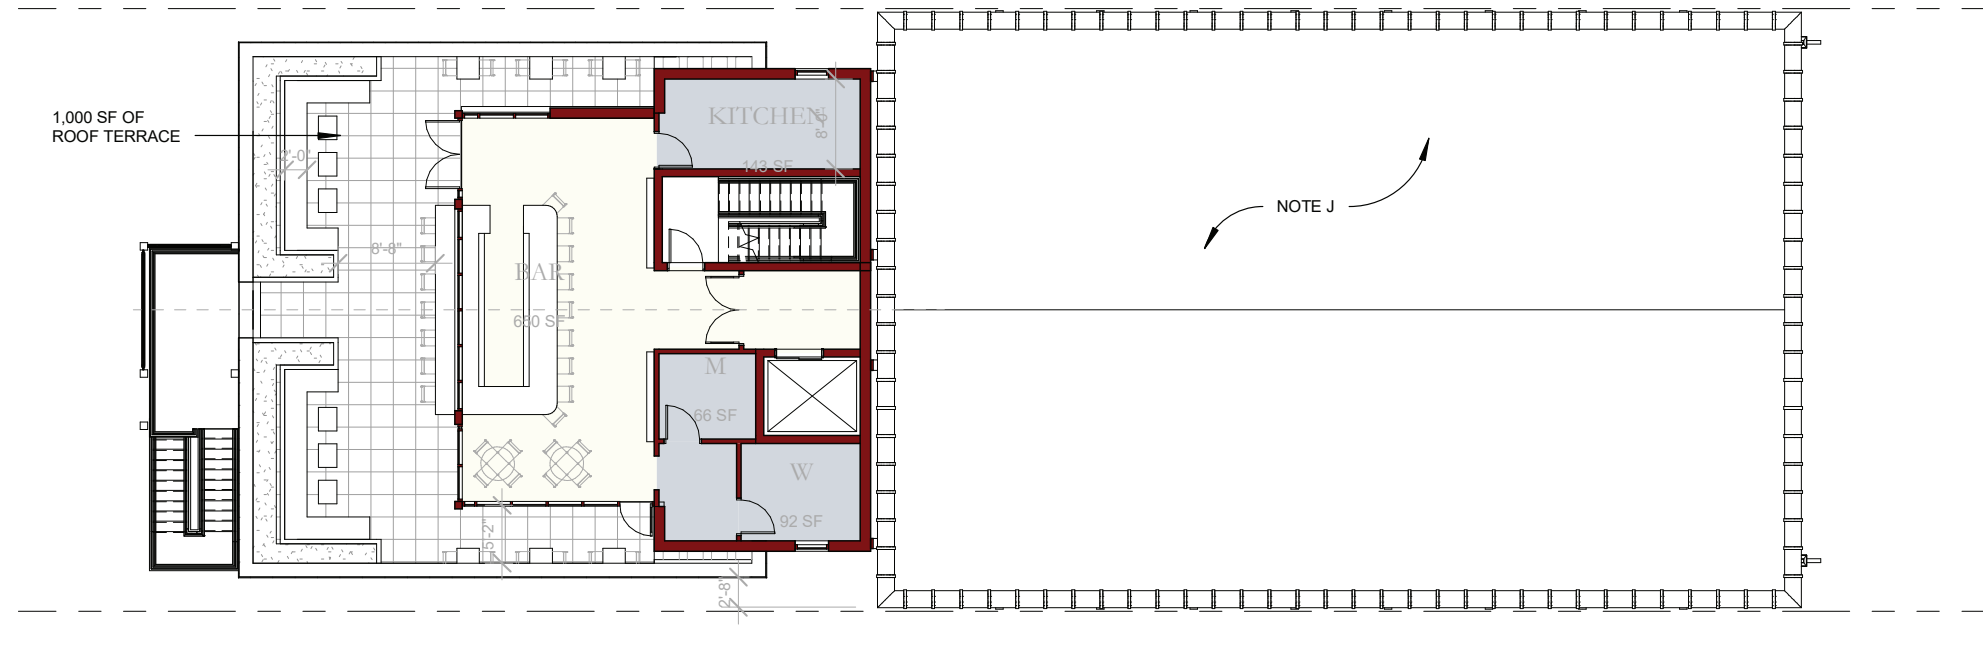 1,000 SF OF
ROOF TERRACE
KITCHEN
8'-0"
143 SF
2'-0"
NOTE J
8'-8"
BAR
680 SF
M
66 SF
W
92 SF
5'-2"
2'-8"